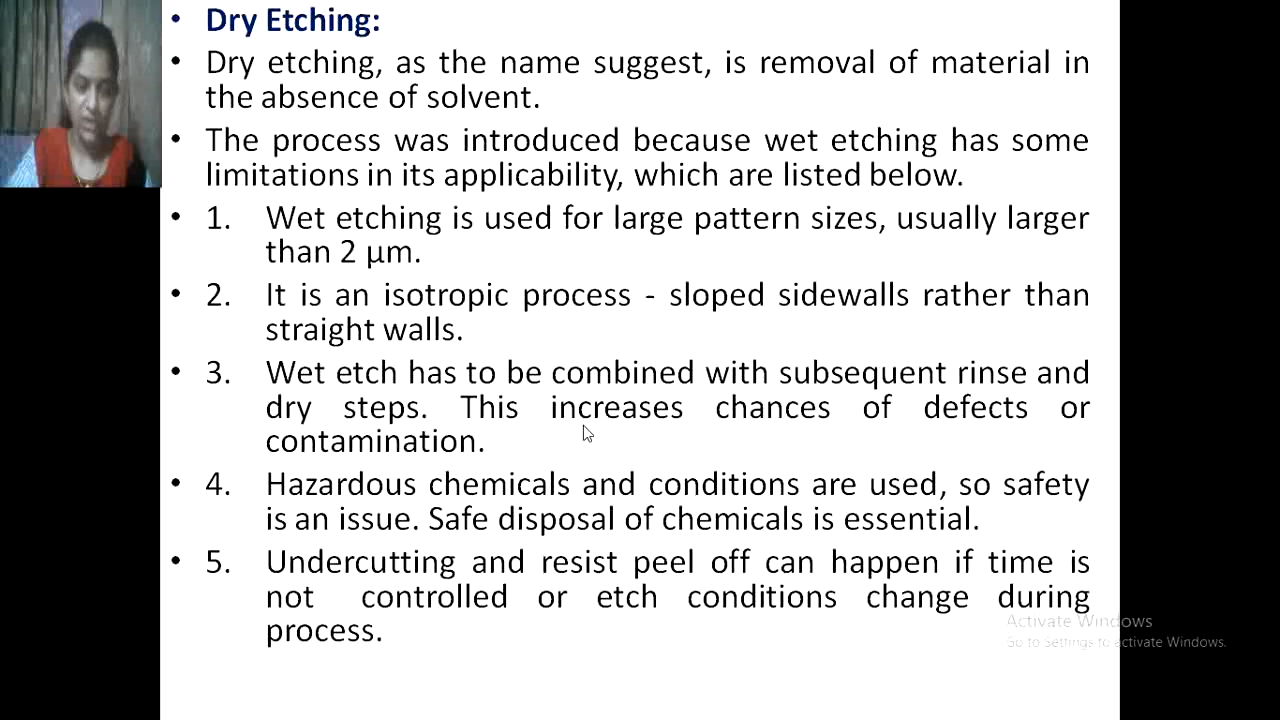 • Dry Etching:
• Dry etching, as the name suggest, is removal of material in
the absence of solvent.
• The process was introduced because wet etching has some
limitations in its applicability, which are listed below.
• 1. Wet etching is used for large pattern sizes, usually larger
than 2 µm.
• 2. It is an isotropic process - sloped sidewalls rather than
straight walls.
• 3. Wet etch has to be combined with subsequent rinse and
dry steps. This increases chances of defects or
contamination.
• 4. Hazardous chemicals and conditions are used, so safety
is an issue. Safe disposal of chemicals is essential.
• 5. Undercutting and resist peel off can happen if time is
not controlled or etch conditions change during
process.
Activate Windows
Go to Settings to activate Windows.